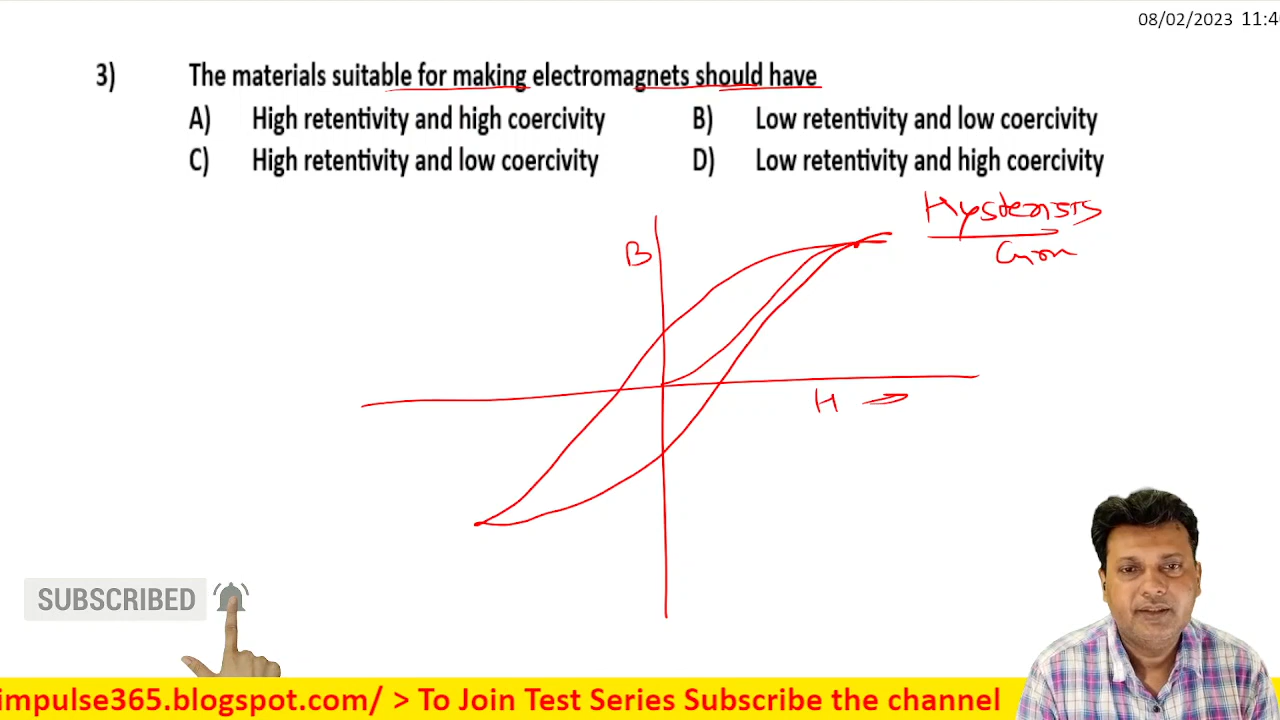 08/02/2023 11:4
3) The materials suitable for making electromagnets should have
A) High retentivity and high coercivity B) Low retentivity and low coercivity
C) High retentivity and low coercivity D) Low retentivity and high coercivity
B
H
SUBSCRIBED
impulse365.blogspot.com/ > To Join Test Series Subscribe the channel